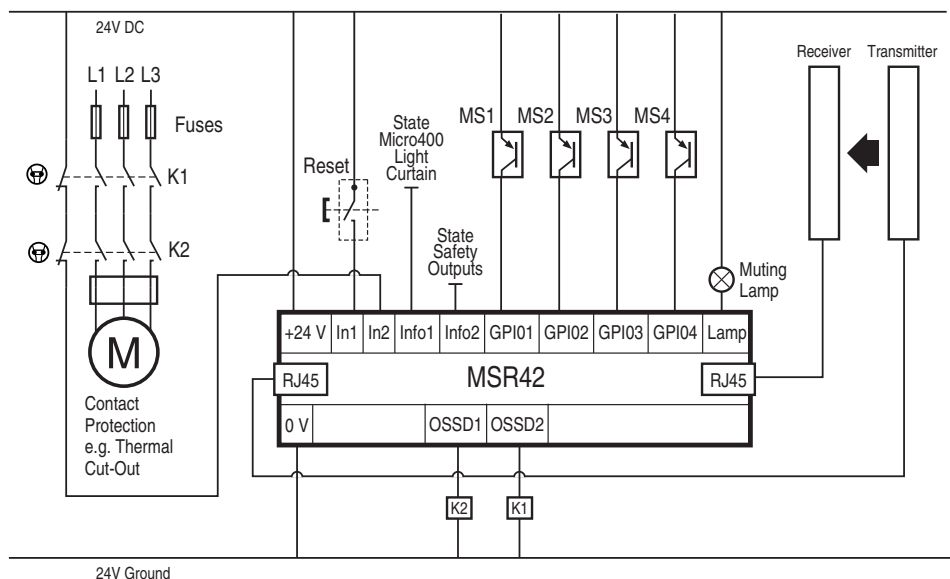 24V DC
L1 L2 L3
Fuses
K1
K2
M
Contact
Protection
e.g. Thermal
Cut-Out
Reset
State
Micro400
Light
Curtain
State
Safety
Outputs
MS1
MS2
MS3
MS4
Receiver
Transmitter
Muting
Lamp
+24 V In1 In2 Info1 Info2 GPI01 GPI02 GPI03 GPI04 Lamp
RJ45
MSR42
RJ45
0 V
OSSD1 OSSD2
K2
K1
24V Ground